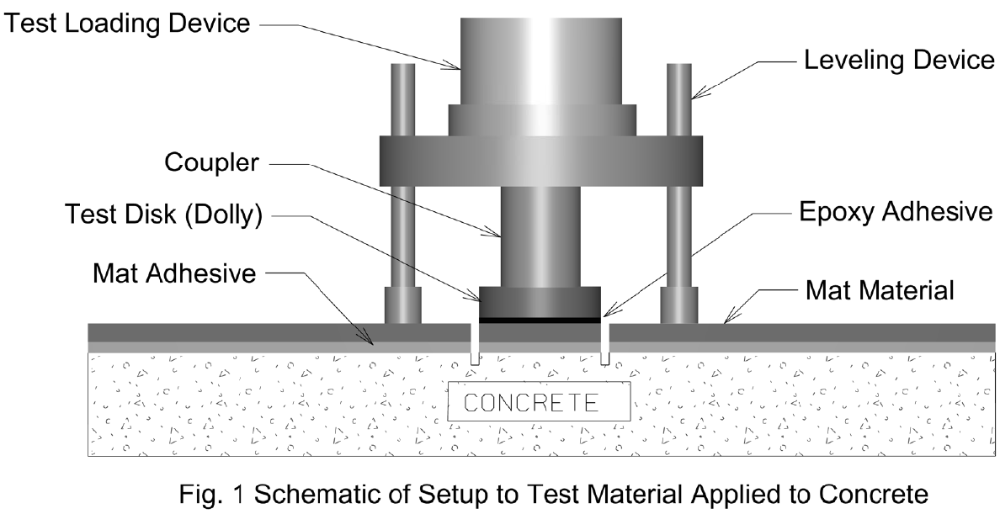 Test Loading Device
Leveling Device
Coupler
Test Disk (Dolly)
Epoxy Adhesive
Mat Adhesive
Mat Material
CONCRETE
Fig. 1 Schematic of Setup to Test Material Applied to Concrete